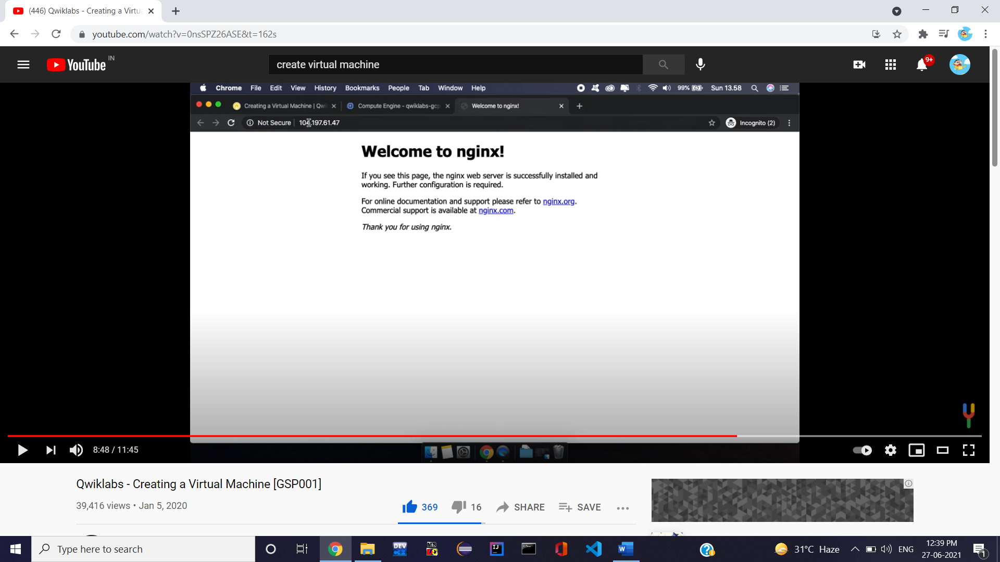 (446) Qwiklabs - Creating a Virtu
youtube.com/watch?v=0nsSPZ26ASE&t=162s
YouTube IN
create virtual machine
9+
Chrome File Edit View History Bookmarks People Tab Window Help
99% Sun 13.58
Creating a Virtual Machine | Qwi
Compute Engine - qwiklabs-gcp
Welcome to nginx!
Not Secure 104.197.61.47
Incognito (2)
Welcome to nginx!
If you see this page, the nginx web server is successfully installed and
working. Further configuration is required.
For online documentation and support please refer to nginx.org.
Commercial support is available at nginx.com.
Thank you for using nginx.
8:48 / 11:45
Qwiklabs - Creating a Virtual Machine [GSP001]
39,416 views • Jan 5, 2020
369 16 SHARE SAVE
Type here to search
DEV C++
IJ
W
31°C Haze
ENG
12:39 PM
27-06-2021
1